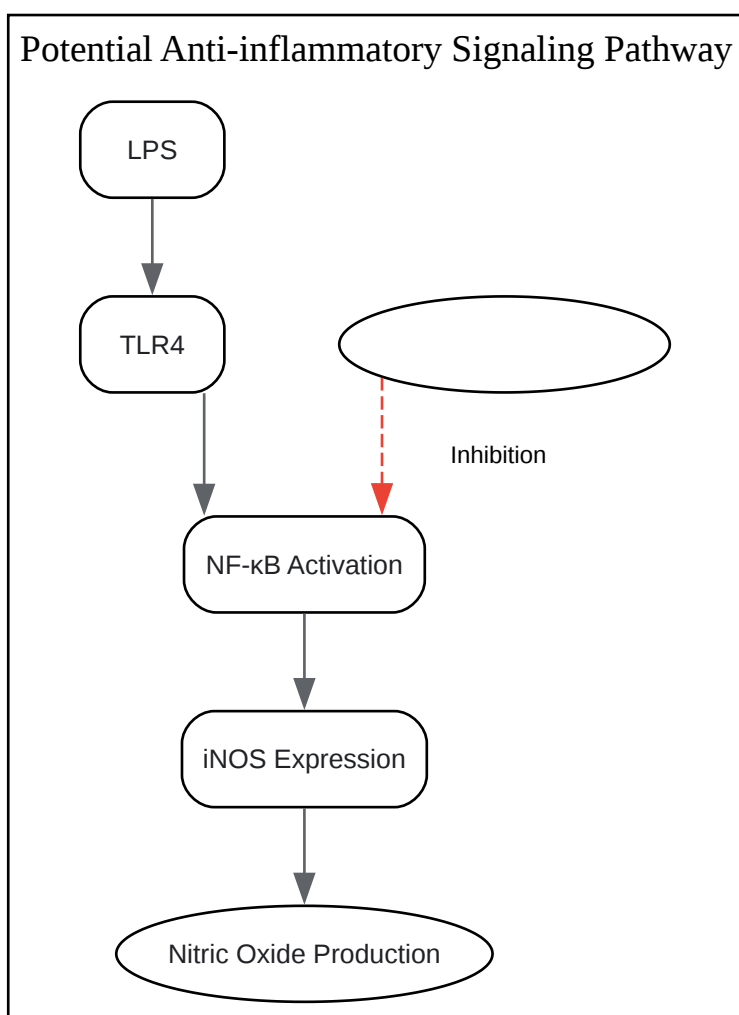 Potential Anti-inflammatory Signaling Pathway
LPS
TLR4
Inhibition
NF-κB Activation
iNOS Expression
Nitric Oxide Production